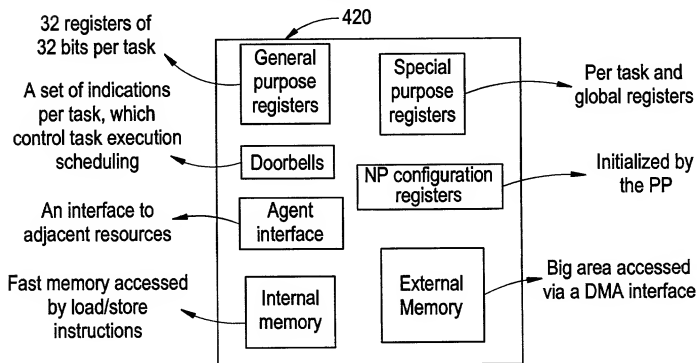 420
32 registers of
32 bits per task
General
purpose
registers
Special
purpose
registers
Per task and
global registers
A set of indications
per task, which
control task execution
scheduling
Doorbells
NP configuration
registers
Initialized by
the PP
An interface to
adjacent resources
Agent
interface
Fast memory accessed
by load/store
instructions
Internal
memory
External
Memory
Big area accessed
via a DMA interface